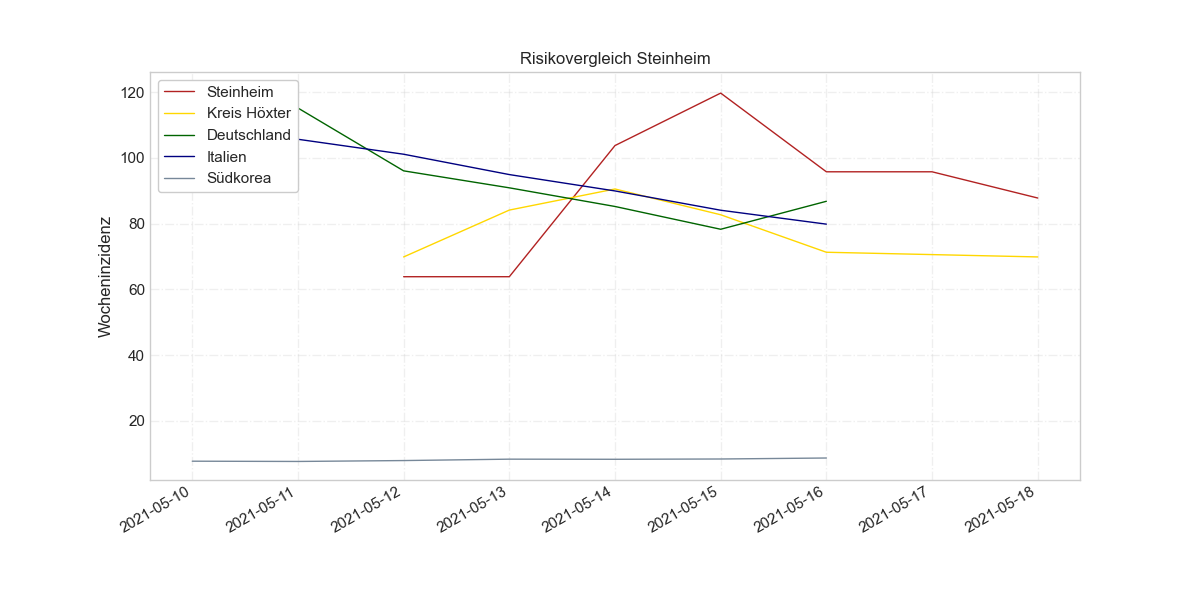 Risikovergleich Steinheim
Steinheim
Kreis Höxter
Deutschland
Italien
Südkorea
Wocheninzidenz
120
100
80
60
40
20
2021-05-10
2021-05-11
2021-05-12
2021-05-13
2021-05-14
2021-05-15
2021-05-16
2021-05-17
2021-05-18